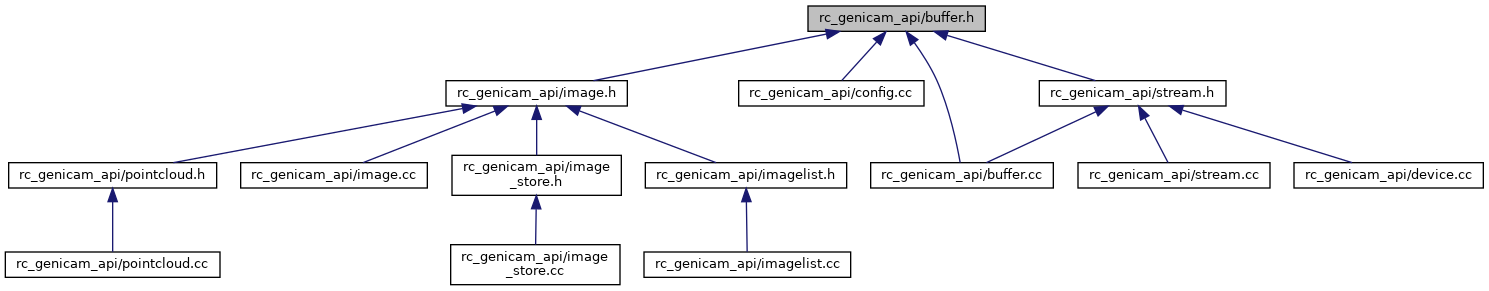 rc_genicam_api/buffer.h
rc_genicam_api/image.h
rc_genicam_api/config.cc
rc_genicam_api/stream.h
rc_genicam_api/pointcloud.h
rc_genicam_api/image.cc
rc_genicam_api/image
_store.h
rc_genicam_api/imagelist.h
rc_genicam_api/buffer.cc
rc_genicam_api/stream.cc
rc_genicam_api/device.cc
rc_genicam_api/pointcloud.cc
rc_genicam_api/image
_store.cc
rc_genicam_api/imagelist.cc